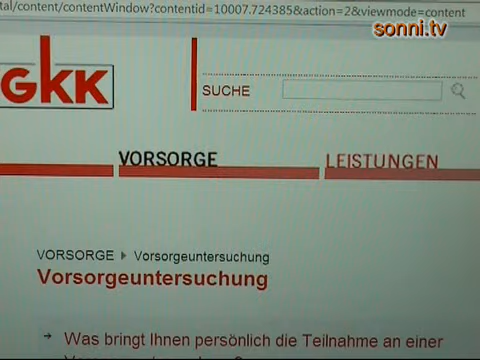 tal/content/contentWindow?contentid=10007.724385&action=2&viewmode=content
sonni.tv
GKK
SUCHE
VORSORGE
LEISTUNGEN
VORSORGE Vorsorgeuntersuchung
Vorsorgeuntersuchung
Was bringt Ihnen persönlich die Teilnahme an einer